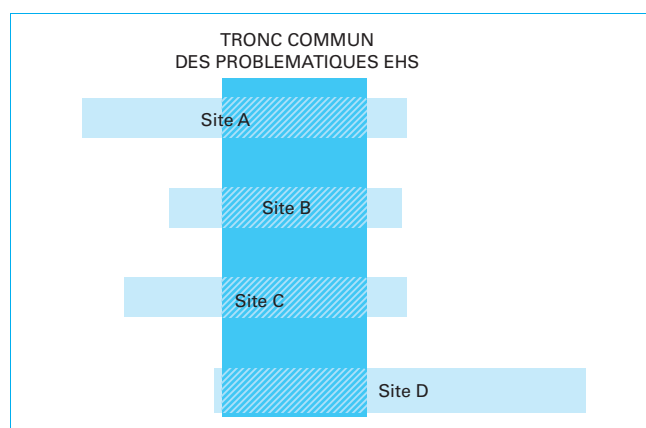 TRONC COMMUN
DES PROBLEMATIQUES EHS
Site A
Site B
Site C
Site D